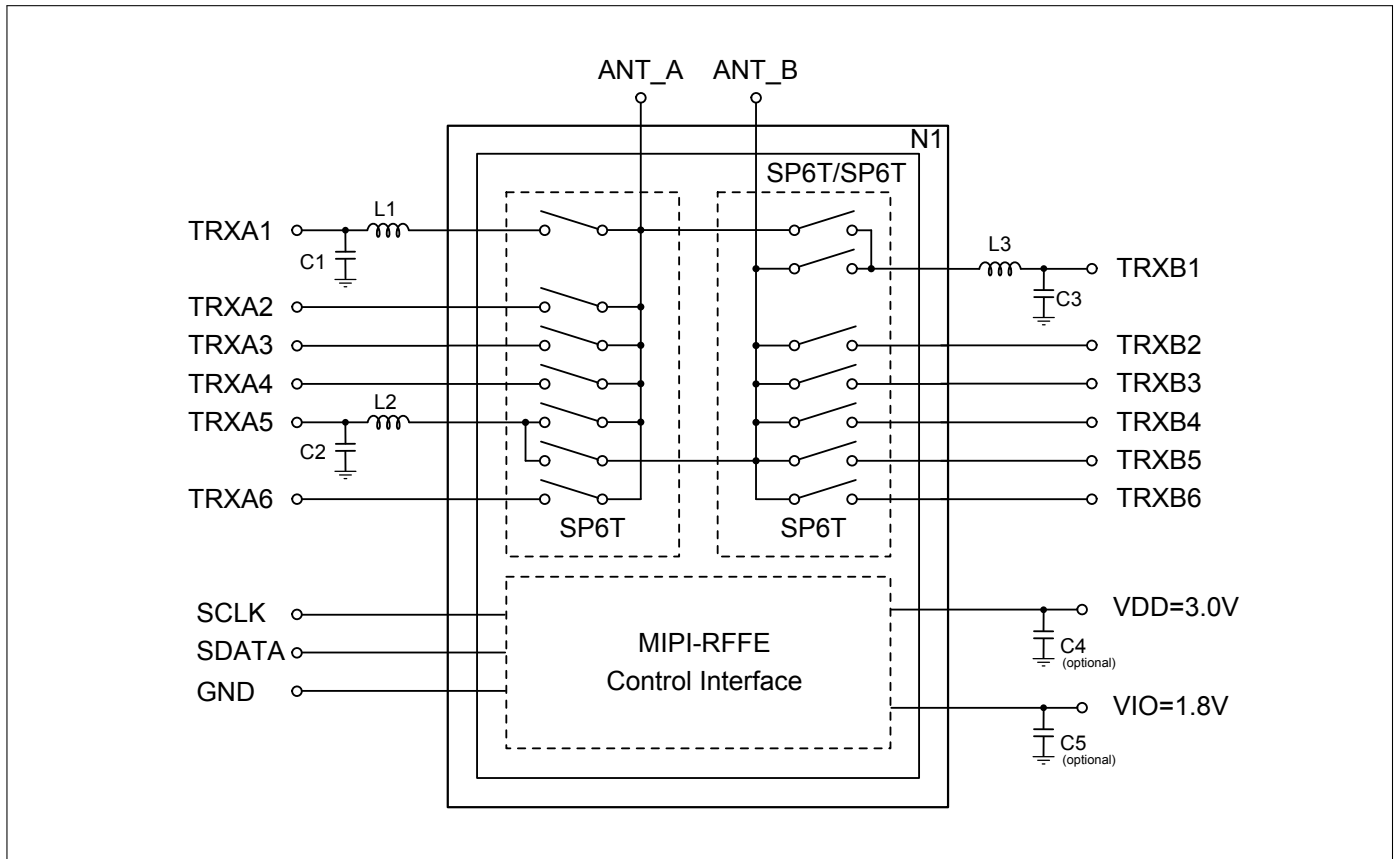 ANT_A ANT_B
N1
SP6T/SP6T
TRXA1
L1
C1
L3
TRXB1
C3
TRXA2
TRXA3
TRXB2
TRXA4
TRXB3
TRXA5
L2
C2
TRXB4
TRXB5
TRXA6
TRXB6
SP6T
SP6T
SCLK
SDATA
GND
MIPI-RFFE
Control Interface
VDD=3.0V
C4
(optional)
VIO=1.8V
C5
(optional)